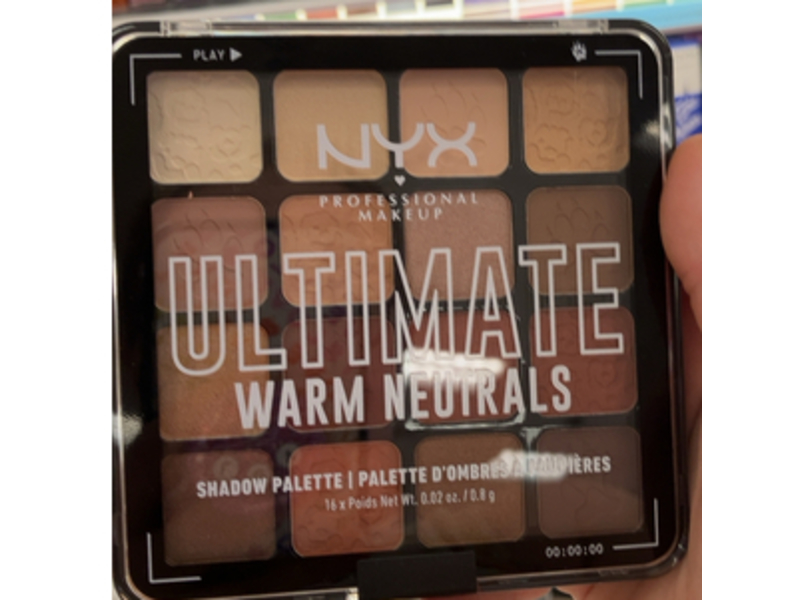 PLAY
NYX
PROFESSIONAL
MAKEUP
ULTIMATE
WARM NEUTRALS
SHADOW PALETTE | PALETTE D'OMBRES À PAUPIÈRES
16 x Poids Net Wt. 0.02 oz. / 0.8 g
00:00:00